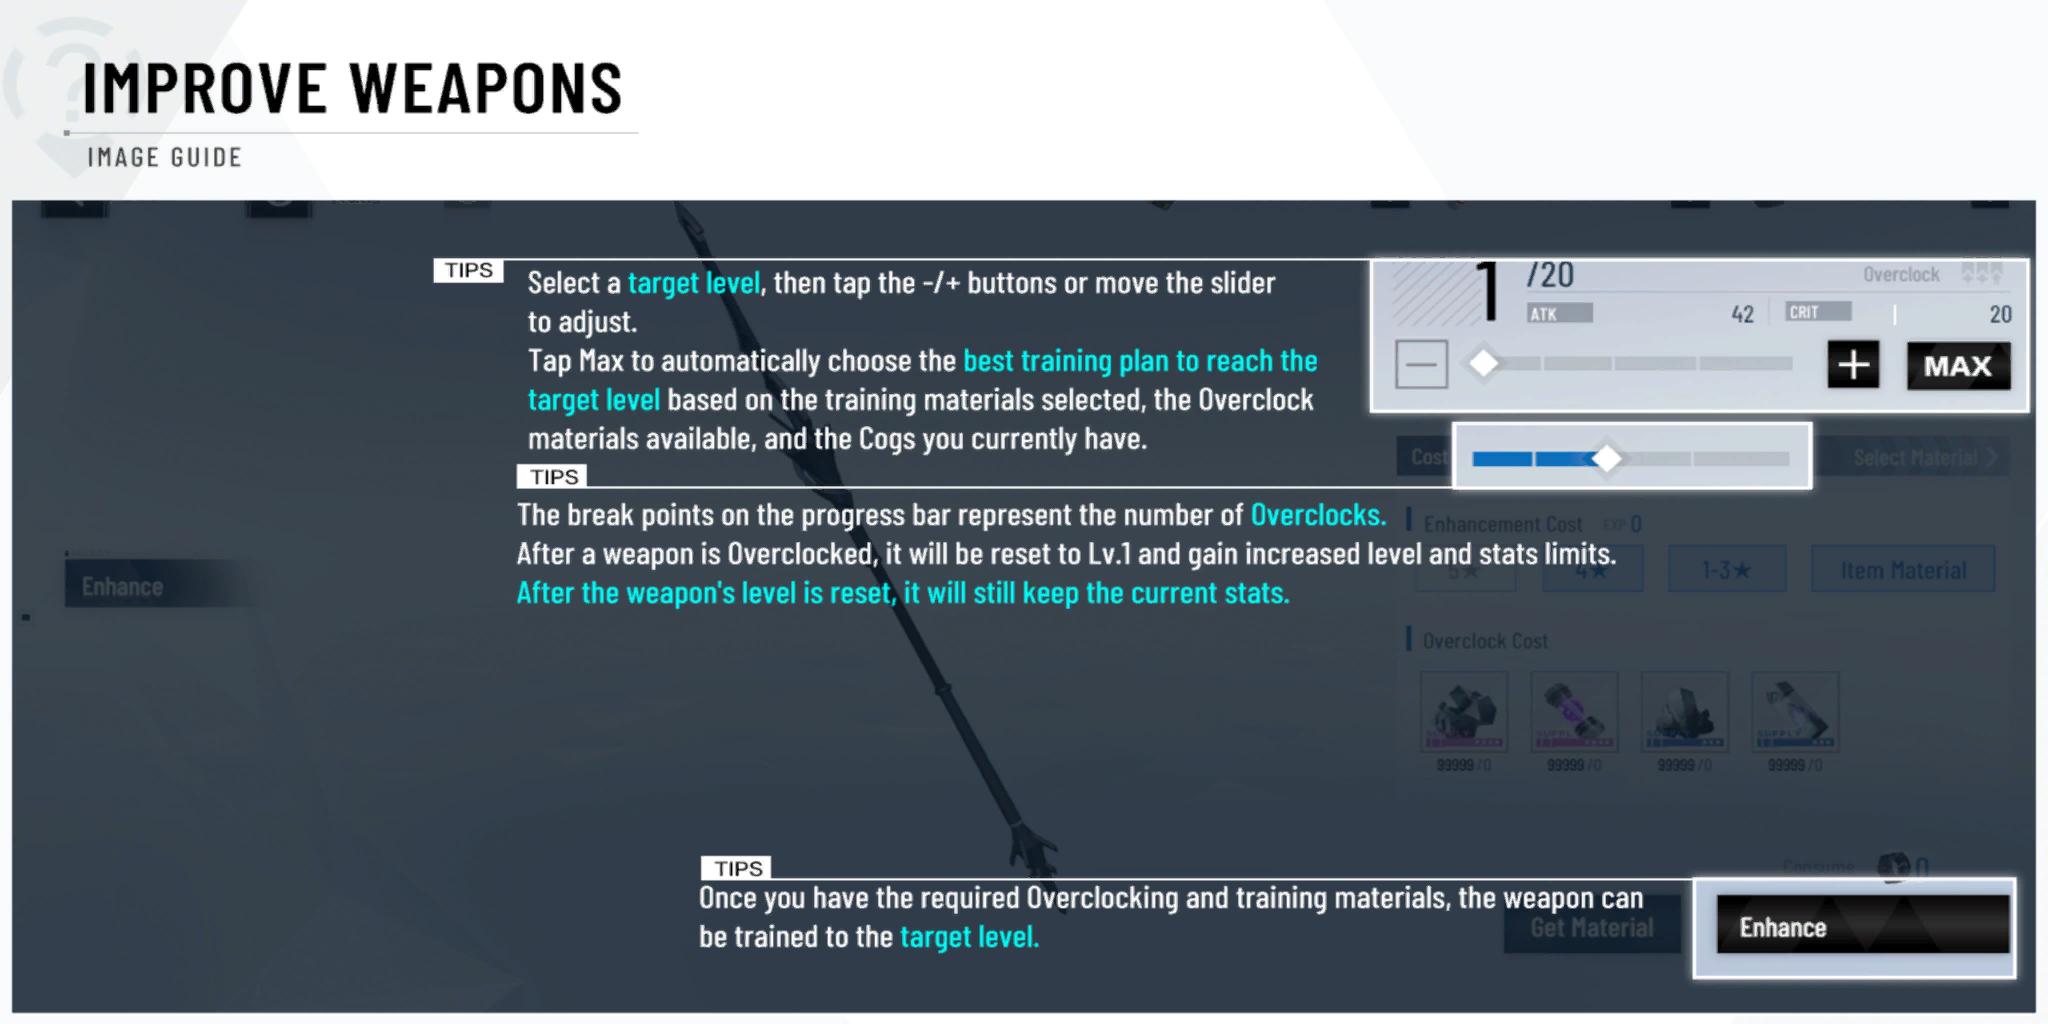 IMPROVE WEAPONS
IMAGE GUIDE
TIPS
Select a target level, then tap the -/+ buttons or move the slider
to adjust.
Tap Max to automatically choose the best training plan to reach the
target level based on the training materials selected, the Overclock
materials available, and the Cogs you currently have.
1 /20
Overclock
ATK 42 CRIT 20
MAX
Cost
Select Material
TIPS
The break points on the progress bar represent the number of Overclocks.
After a weapon is Overclocked, it will be reset to Lv.1 and gain increased level and stats limits.
After the weapon's level is reset, it will still keep the current stats.
Enhancement Cost EXP 0
5★ 4★ 1-3★ Item Material
Enhance
Overclock Cost
SUPPLY SUPPLY SUPPLY SUPPLY
99999/0 99999/0 99999/0 99999/0
TIPS
Once you have the required Overclocking and training materials, the weapon can
be trained to the target level.
Consume 0
Get Material
Enhance